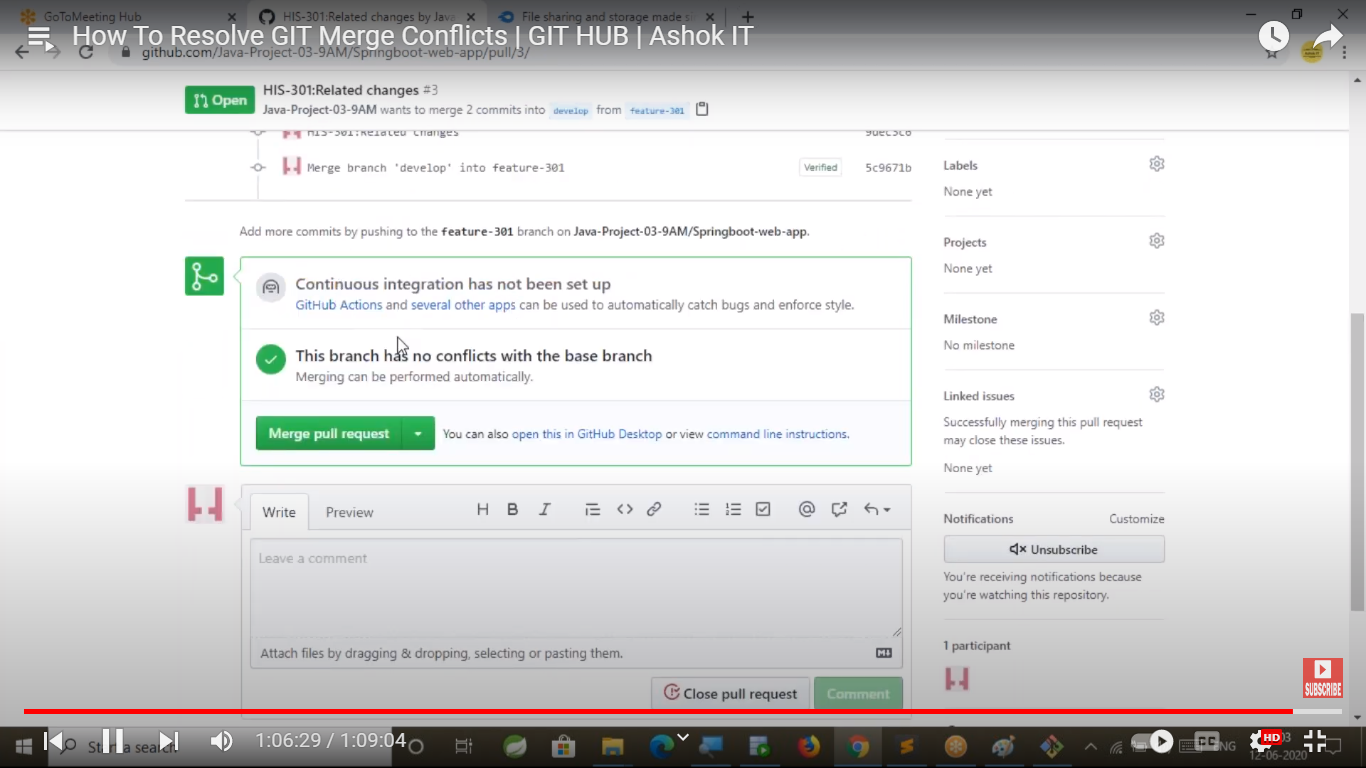 GoToMeeting Hub
HIS-301:Related changes by Java
File sharing and storage made si
How To Resolve GIT Merge Conflicts | GIT HUB | Ashok IT
github.com/Java-Project-03-9AM/Springboot-web-app/pull/3/
Open
HIS-301:Related changes #3
Java-Project-03-9AM wants to merge 2 commits into develop from feature-301
HIS-301:Related changes 9dec3c6
Merge branch 'develop' into feature-301 Verified 5c9671b
Add more commits by pushing to the feature-301 branch on Java-Project-03-9AM/Springboot-web-app.
Continuous integration has not been set up
GitHub Actions and several other apps can be used to automatically catch bugs and enforce style.
This branch has no conflicts with the base branch
Merging can be performed automatically.
Merge pull request
You can also open this in GitHub Desktop or view command line instructions.
Write
Preview
H B I
Leave a comment
Attach files by dragging & dropping, selecting or pasting them.
Close pull request
Comment
Labels
None yet
Projects
None yet
Milestone
No milestone
Linked issues
Successfully merging this pull request
may close these issues.
None yet
Notifications
Customize
Unsubscribe
You're receiving notifications because
you're watching this repository.
1 participant
SUBSCRIBE
1:06:29 / 1:09:04
CC
HD
ENG
12-06-2020